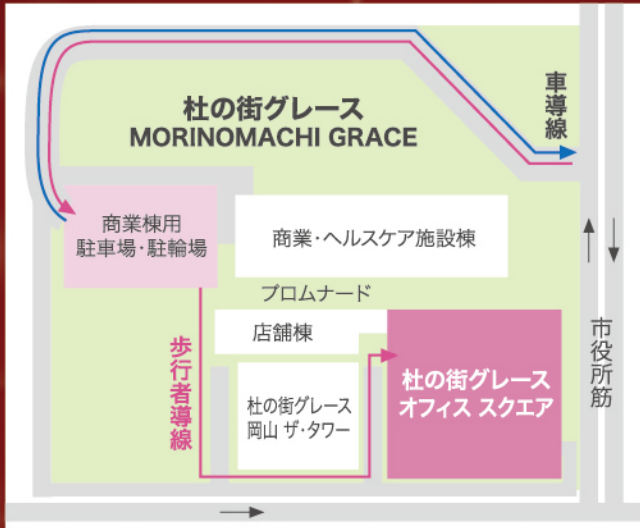 杜の街グレース
MORINOMACHI GRACE
車導線
商業棟用
駐車場・駐輪場
商業・ヘルスケア施設棟
プロムナード
店舗棟
歩行者導線
杜の街グレース
岡山 ザ・タワー
杜の街グレース
オフィス スクエア
市役所筋